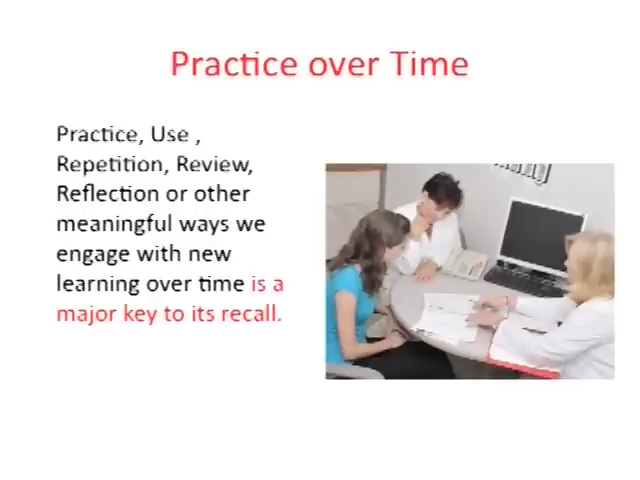 Practice over Time
Practice, Use ,
Repetition, Review,
Reflection or other
meaningful ways we
engage with new
learning over time is a
major key to its recall.